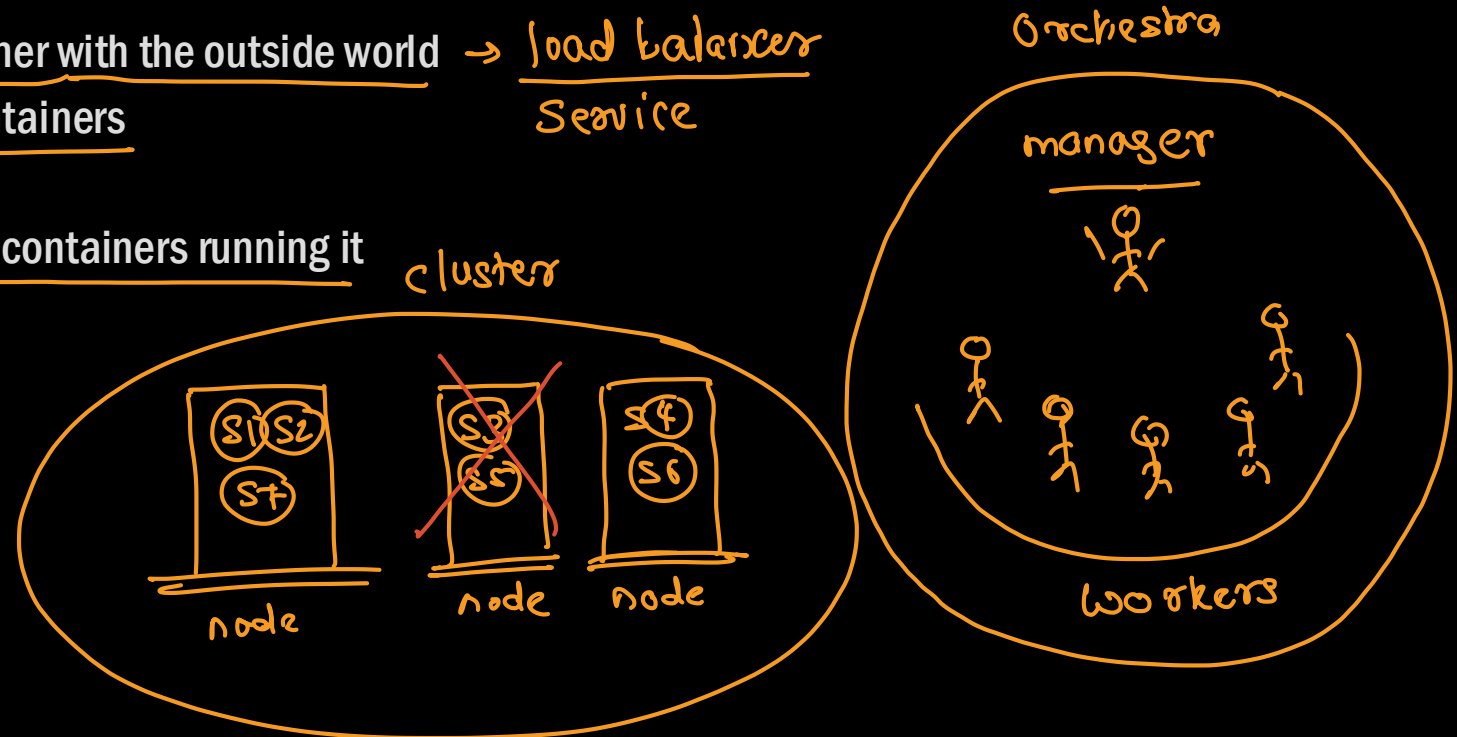 ner with the outside world → load balancer
Service
tainers
containers running it
cluster
S1 S2
S7
node
S3
S5
node
S4
S6
node
Orchestra
manager
workers